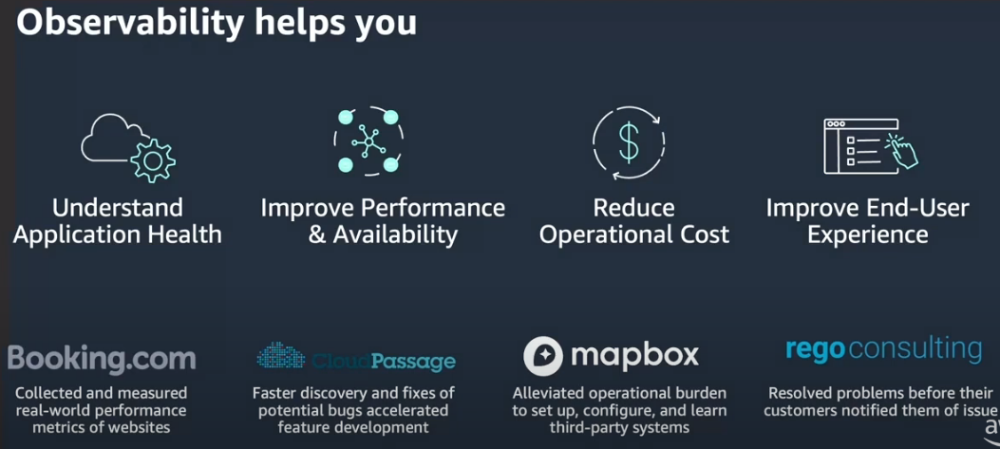 Observability helps you
Understand
Application Health
Improve Performance
& Availability
Reduce
Operational Cost
Improve End-User
Experience
Booking.com
Collected and measured
real-world performance
metrics of websites
CloudPassage
Faster discovery and fixes of
potential bugs accelerated
feature development
mapbox
Alleviated operational burden
to set up, configure, and learn
third-party systems
regoconsulting
Resolved problems before their
customers notified them of issue